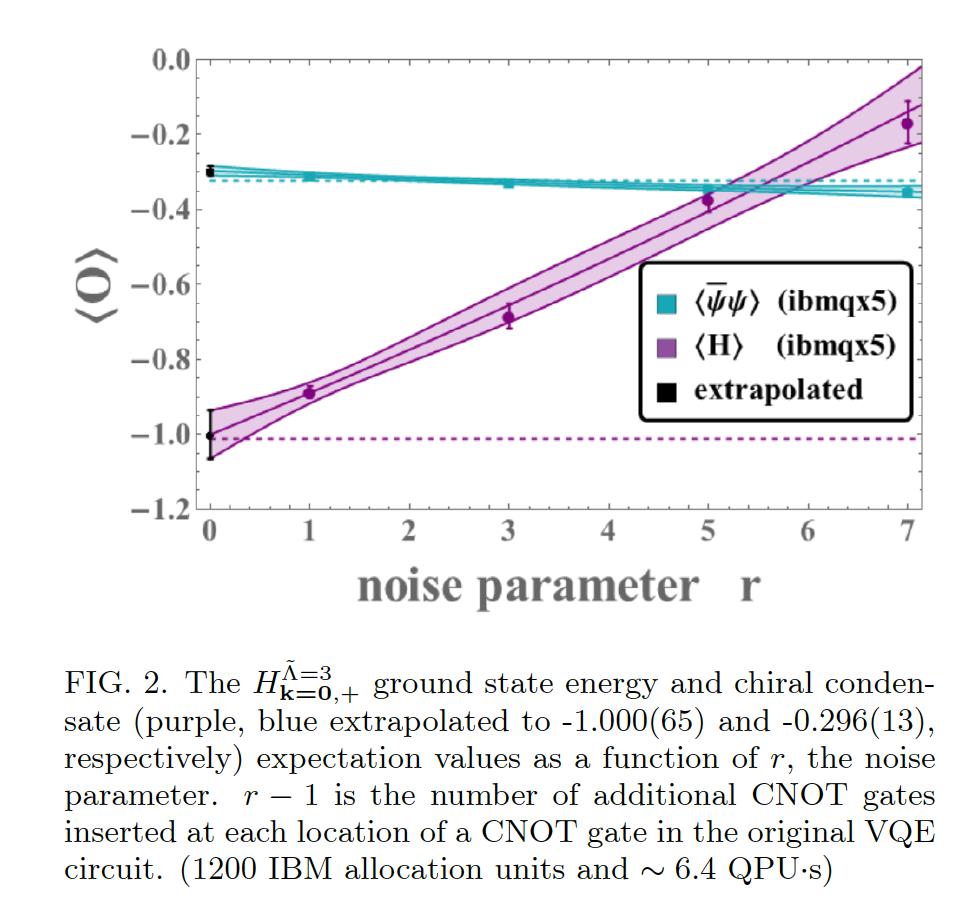 0.0
−0.2
−0.4
−0.6
−0.8
−1.0
−1.2
⟨O⟩
0 1 2 3 4 5 6 7
noise parameter r
⟨ψ̄ψ⟩ (ibmqx5)
⟨H⟩ (ibmqx5)
extrapolated
FIG. 2. The H^{Λ̃=3}_{k=0,+} ground state energy and chiral conden-
sate (purple, blue extrapolated to -1.000(65) and -0.296(13),
respectively) expectation values as a function of r, the noise
parameter. r − 1 is the number of additional CNOT gates
inserted at each location of a CNOT gate in the original VQE
circuit. (1200 IBM allocation units and ∼ 6.4 QPU·s)